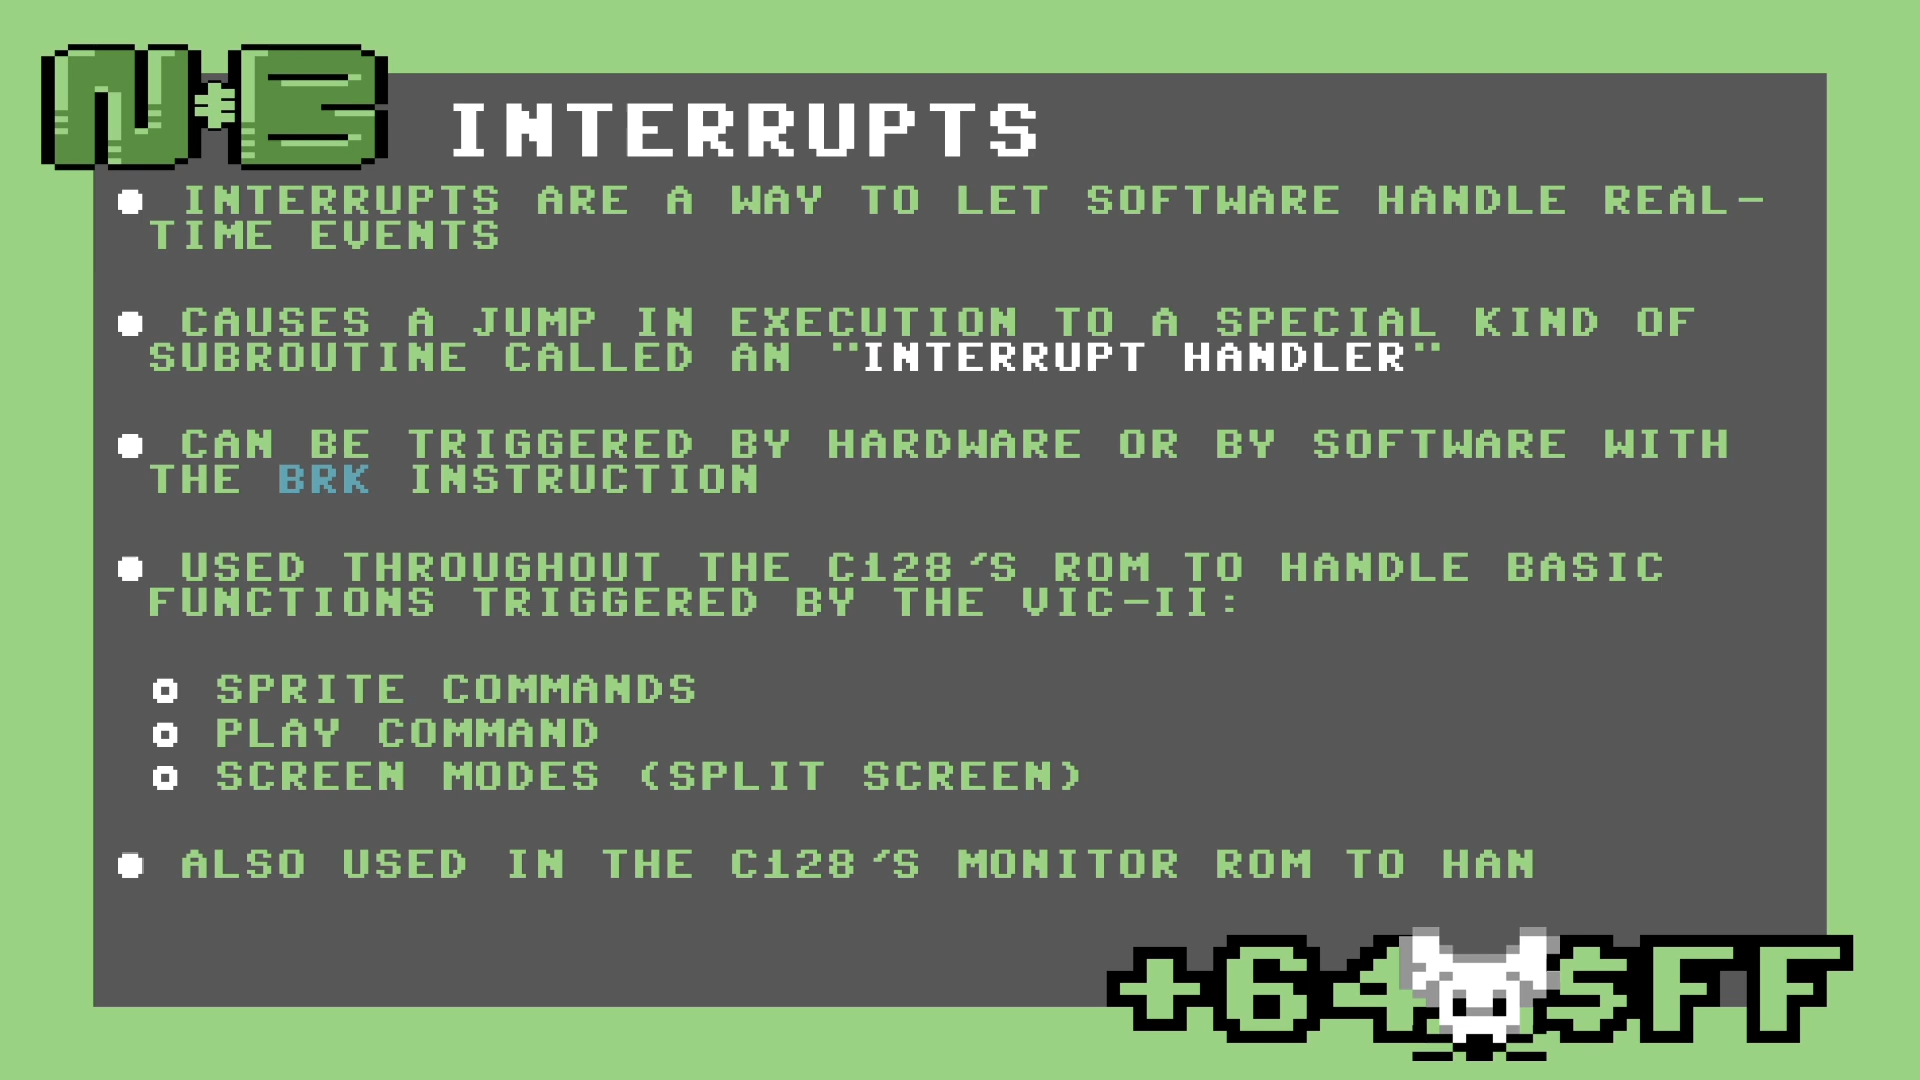 INTERRUPTS
● INTERRUPTS ARE A WAY TO LET SOFTWARE HANDLE REAL-
TIME EVENTS
● CAUSES A JUMP IN EXECUTION TO A SPECIAL KIND OF
SUBROUTINE CALLED AN "INTERRUPT HANDLER"
● CAN BE TRIGGERED BY HARDWARE OR BY SOFTWARE WITH
THE BRK INSTRUCTION
● USED THROUGHOUT THE C128'S ROM TO HANDLE BASIC
FUNCTIONS TRIGGERED BY THE VIC-II:
○ SPRITE COMMANDS
○ PLAY COMMAND
○ SCREEN MODES (SPLIT SCREEN)
● ALSO USED IN THE C128'S MONITOR ROM TO HAN
+64 $FF